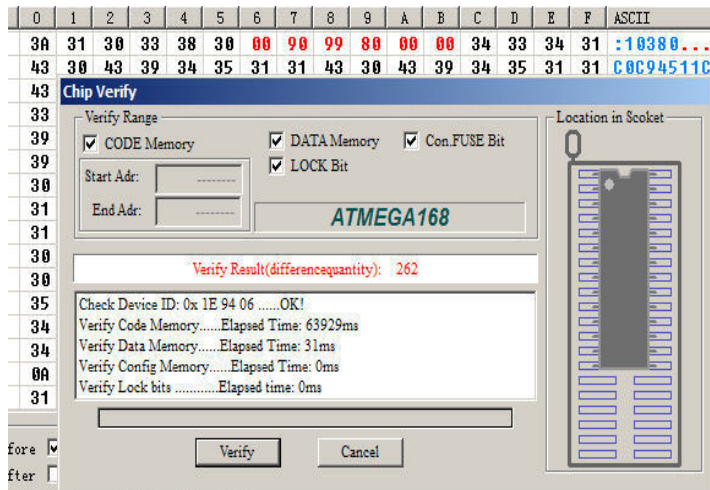 0 1 2 3 4 5 6 7 8 9 A B C D E F ASCII
3A 31 30 33 38 30 00 90 99 80 00 00 34 33 34 31 :10380...
43 30 43 39 34 35 31 31 43 30 43 39 34 35 31 31 C0C94511C
43 Chip Verify
33 Verify Range Location in Scoket
39 CODE Memory DATA Memory Con.FUSE Bit
39 LOCK Bit
30 Start Adr: --------
31 End Adr: -------- ATMEGA168
31
30
30 Verify Result(differencequantity): 262
35 Check Device ID: 0x 1E 94 06 ......OK!
34 Verify Code Memory......Elapsed Time: 63929ms
34 Verify Data Memory......Elapsed Time: 31ms
0A Verify Config Memory......Elapsed Time: 0ms
31 Verify Lock bits ............Elapsed time: 0ms
fore Verify Cancel
fter